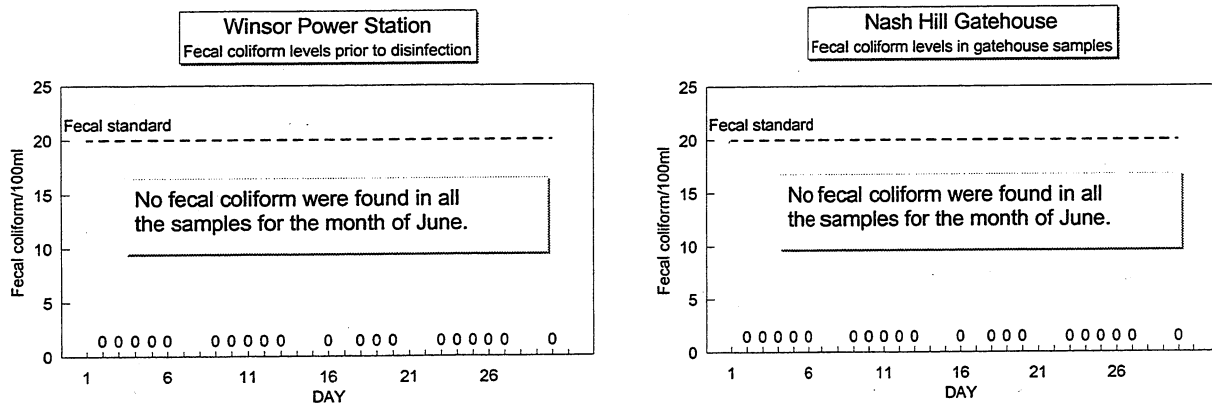 Winsor Power Station
Fecal coliform levels prior to disinfection
25
Fecal standard
20
No fecal coliform were found in all
the samples for the month of June.
15
10
5
0 0 0 0 0 0 0 0 0 0 0 0 0 0 0 0 0 0 0 0
0
Fecal coliform/100ml
1 6 11 16 21 26
DAY
Nash Hill Gatehouse
Fecal coliform levels in gatehouse samples
25
Fecal standard
20
No fecal coliform were found in all
the samples for the month of June.
15
10
5
0 0 0 0 0 0 0 0 0 0 0 0 0 0 0 0 0 0 0 0
0
Fecal coliform/100ml
1 6 11 16 21 26
DAY